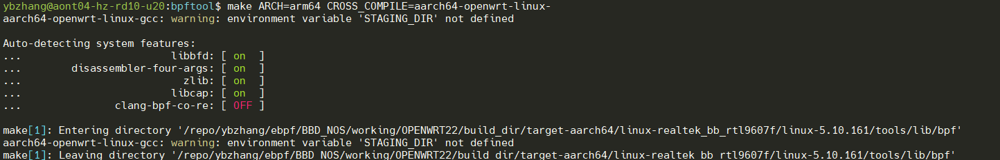 ybzhang@aont04-hz-rd10-u20:bpftool$ make ARCH=arm64 CROSS_COMPILE=aarch64-openwrt-linux-
aarch64-openwrt-linux-gcc: warning: environment variable 'STAGING_DIR' not defined
Auto-detecting system features:
...                        libbfd: [ on  ]
...        disassembler-four-args: [ on  ]
...                          zlib: [ on  ]
...                        libcap: [ on  ]
...               clang-bpf-co-re: [ OFF ]
make[1]: Entering directory '/repo/ybzhang/ebpf/BBD_NOS/working/OPENWRT22/build_dir/target-aarch64/linux-realtek_bb_rtl9607f/linux-5.10.161/tools/lib/bpf'
aarch64-openwrt-linux-gcc: warning: environment variable 'STAGING_DIR' not defined
make[1]: Leaving directory '/repo/ybzhang/ebpf/BBD_NOS/working/OPENWRT22/build_dir/target-aarch64/linux-realtek_bb_rtl9607f/linux-5.10.161/tools/lib/bpf'